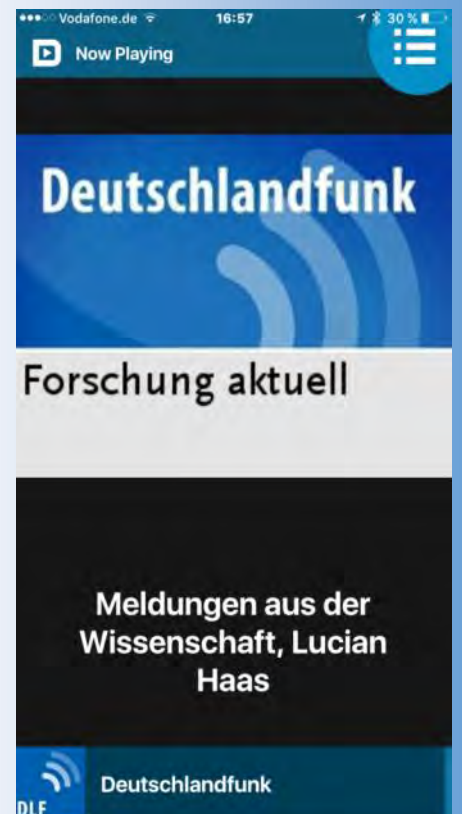 Vodafone.de 16:57 30 %
Now Playing
Deutschlandfunk
Forschung aktuell
Meldungen aus der
Wissenschaft, Lucian
Haas
Deutschlandfunk
DLF